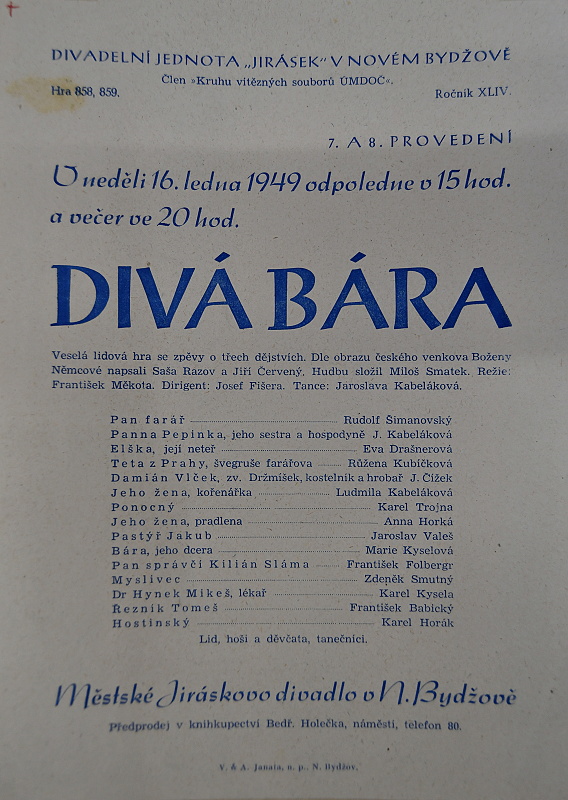 DIVADELNÍ JEDNOTA „JIRÁSEK" V NOVÉM BYDŽOVĚ
Člen »Kruhu vítězných souborů ÚMDOČ«.
Hra 858, 859.
Ročník XLIV.
7. A 8. PROVEDENÍ
V neděli 16. ledna 1949 odpoledne v 15 hod.
a večer ve 20 hod.
DIVÁ BÁRA
Veselá lidová hra se zpěvy o třech dějstvích. Dle obrazu českého venkova Boženy
Němcové napsali Saša Razov a Jiří Červený. Hudbu složil Miloš Smatek. Režie:
František Měkota. Dirigent: Josef Fišera. Tance: Jaroslava Kabeláková.
Pan farář Rudolf Šimanovský
Panna Pepinka, jeho sestra a hospodyně J. Kabeláková
Elška, její neteř Eva Drašnerová
Teta z Prahy, švegruše farářova Růžena Kubíčková
Damián Vlček, zv. Držmíšek, kostelník a hrobař J. Čížek
Jeho žena, kořenářka Ludmila Kabeláková
Ponocný Karel Trojna
Jeho žena, pradlena Anna Horká
Pastýř Jakub Jaroslav Valeš
Bára, jeho dcera Marie Kyselová
Pan správčí Kilián Sláma František Folbergr
Myslivec Zdeněk Smutný
Dr Hynek Mikeš, lékař Karel Kysela
Řezník Tomeš František Babický
Hostinský Karel Horák
Lid, hoši a děvčata, tanečníci.
Městské Jiráskovo divadlo v N. Bydžově
Předprodej v knihkupectví Bedř. Holečka, náměstí, telefon 80.
V. & A. Janata, n. p., N. Bydžov.